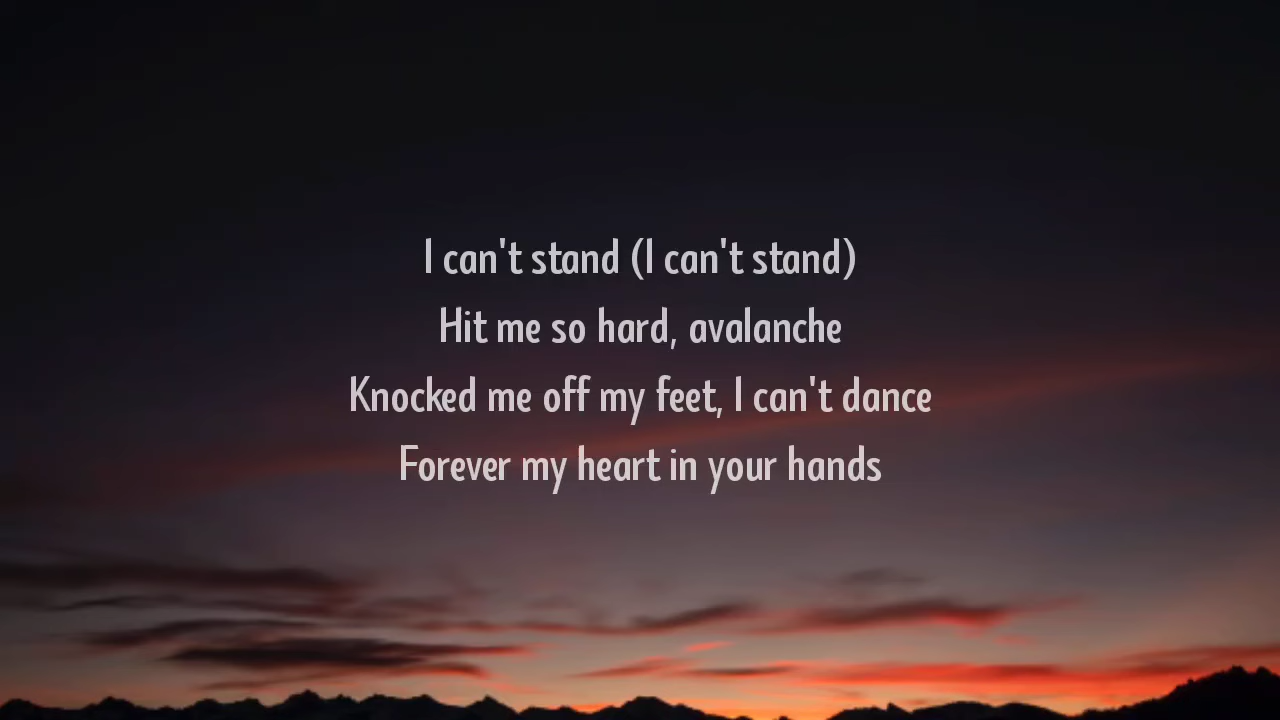 I can't stand (I can't stand)
Hit me so hard, avalanche
Knocked me off my feet, I can't dance
Forever my heart in your hands